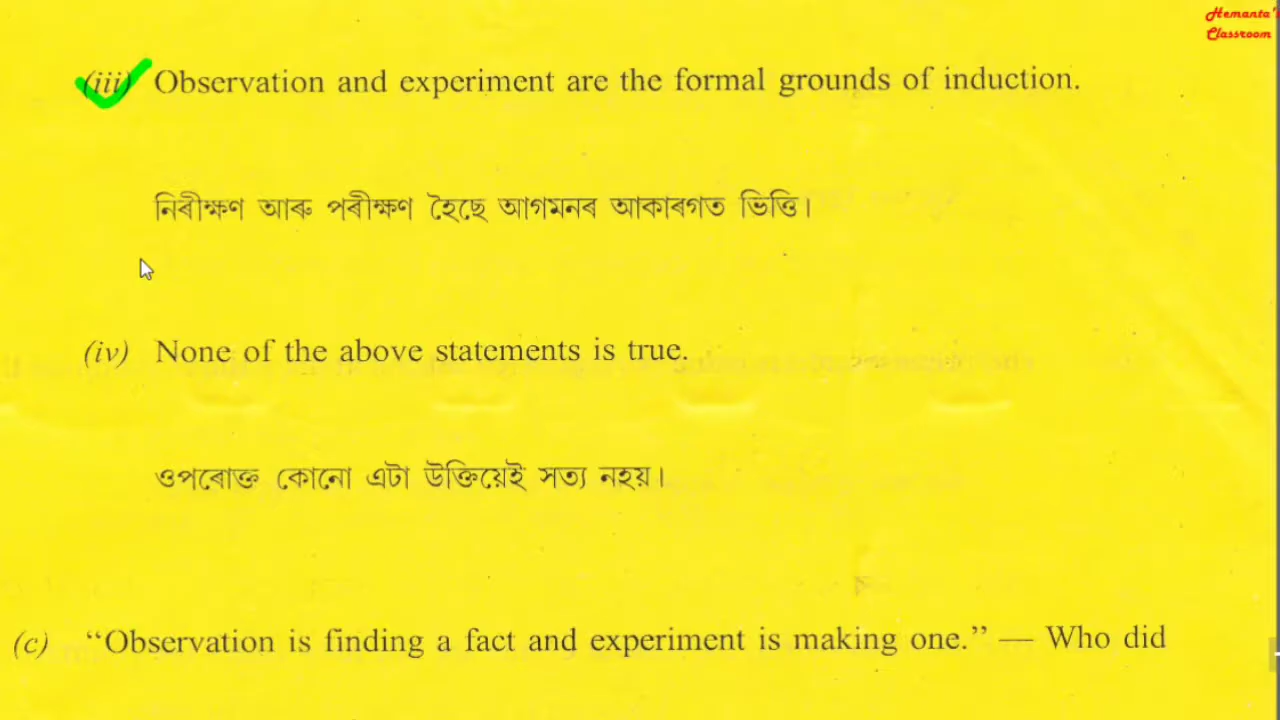 Hemanta's
Classroom
(iii) Observation and experiment are the formal grounds of induction.
নিৰীক্ষণ আৰু পৰীক্ষণ হৈছে আগমনৰ আকাৰগত ভিত্তি।
(iv) None of the above statements is true.
ওপৰোক্ত কোনো এটা উক্তিয়েই সত্য নহয়।
(c) “Observation is finding a fact and experiment is making one.” — Who did